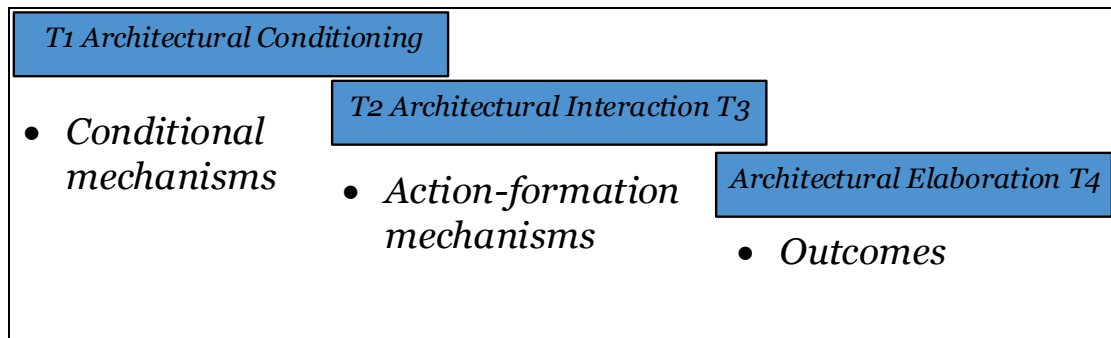 T1 Architectural Conditioning
• Conditional
mechanisms
T2 Architectural Interaction T3
• Action-formation
mechanisms
Architectural Elaboration T4
• Outcomes